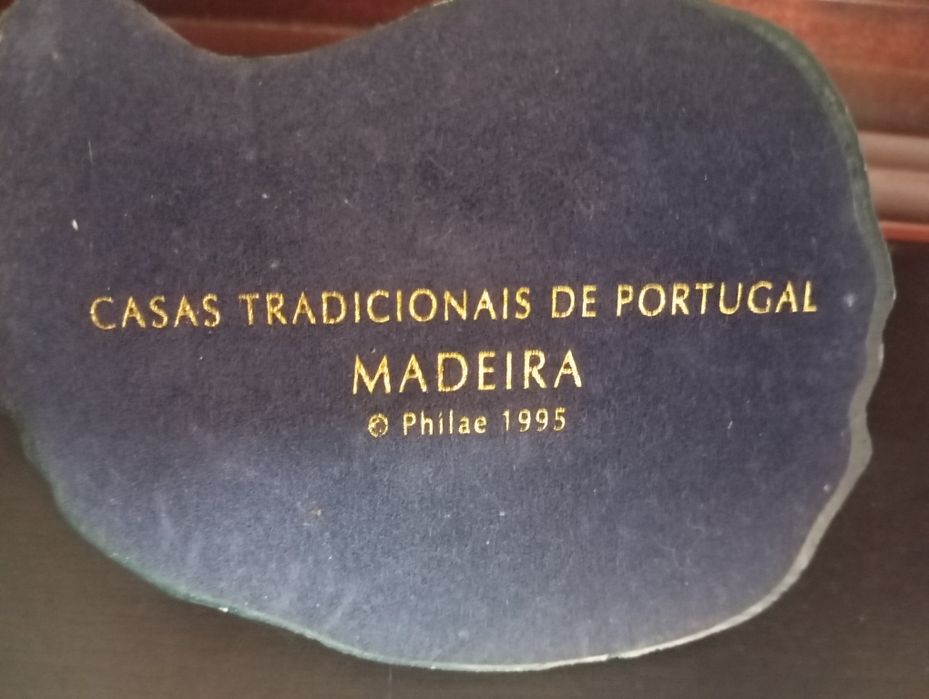 CASAS TRADICIONAIS DE PORTUGAL
MADEIRA
© Philae 1995